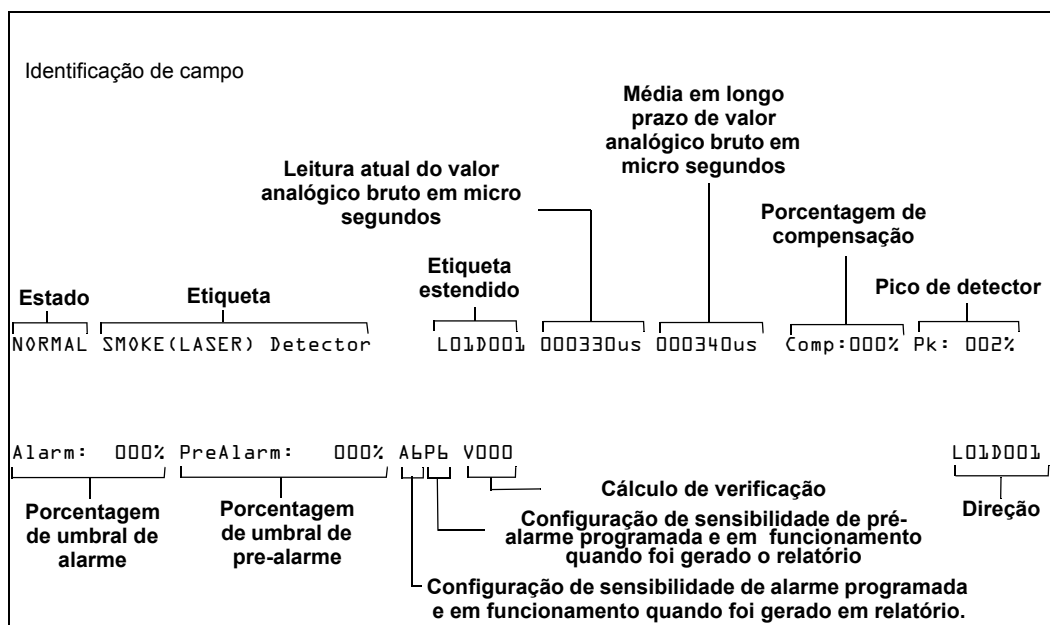 Identificação de campo
Média em longo
prazo de valor
analógico bruto em
micro segundos
Leitura atual do valor
analógico bruto em micro
segundos
Porcentagem de
compensação
Etiqueta
estendido
Pico de detector
Estado
Etiqueta
NORMAL SMOKE(LASER) Detector L01D001 000330us 000340us Comp:000% Pk: 002%
Alarm: 000% PreAlarm: 000% A6P6 V000 L01D001
Porcentagem
de umbral de
alarme
Porcentagem
de umbral de
pre-alarme
Cálculo de verificação
Direção
Configuração de sensibilidade de pré-
alarme programada e em funcionamento
quando foi gerado o relatório
Configuração de sensibilidade de alarme programada
e em funcionamento quando foi gerado em relatório.